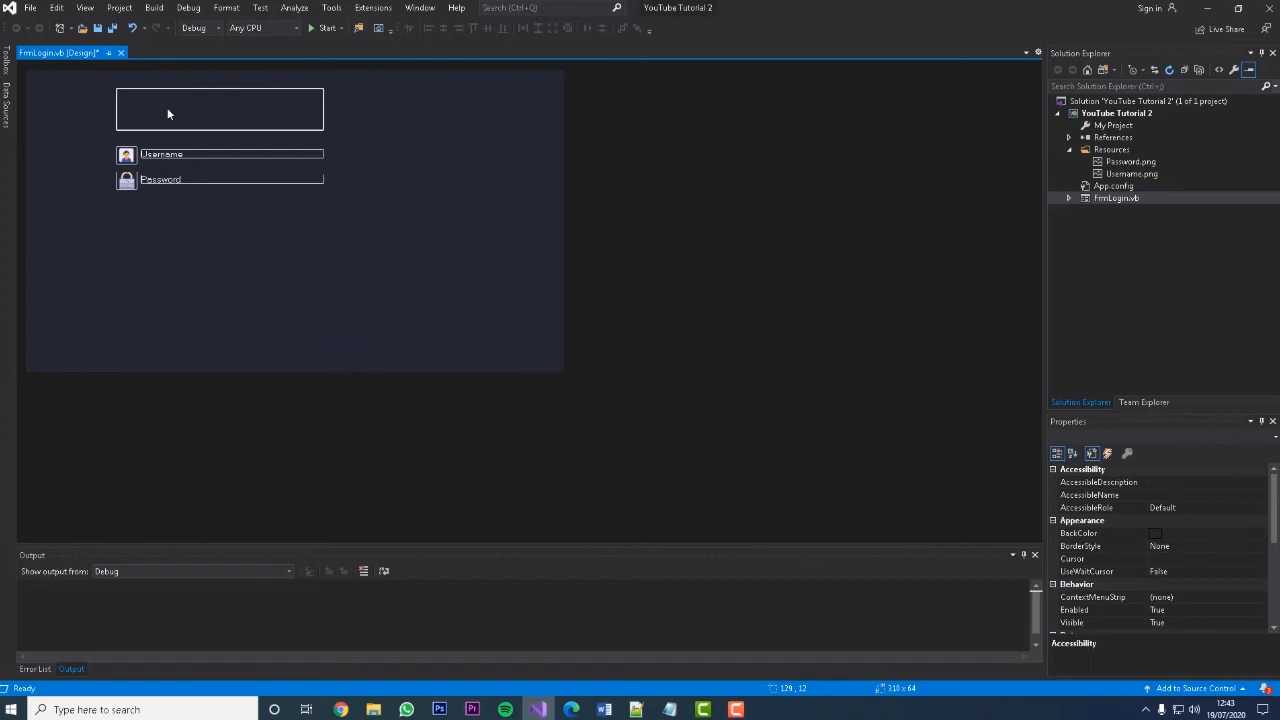 File Edit View Project Build Debug Format Test Analyze Tools Extensions Window Help Search (Ctrl+Q) YouTube Tutorial 2 Sign in
Debug Any CPU Start Live Share
FrmLogin.vb [Design]*
Solution Explorer
Toolbox
Data Sources
Search Solution Explorer (Ctrl+;)
Solution 'YouTube Tutorial 2' (1 of 1 project)
YouTube Tutorial 2
My Project
References
Resources
Password.png
Username.png
App.config
FrmLogin.vb
Username
Password
Solution Explorer Team Explorer
Properties
Accessibility
AccessibleDescription
AccessibleName
AccessibleRole Default
Appearance
BackColor
BorderStyle None
Cursor
UseWaitCursor False
Behavior
ContextMenuStrip (none)
Enabled True
Visible True
Accessibility
Output
Show output from: Debug
Error List Output
Ready 129 , 12 310 x 64 Add to Source Control
Type here to search
12:43
19/07/2020